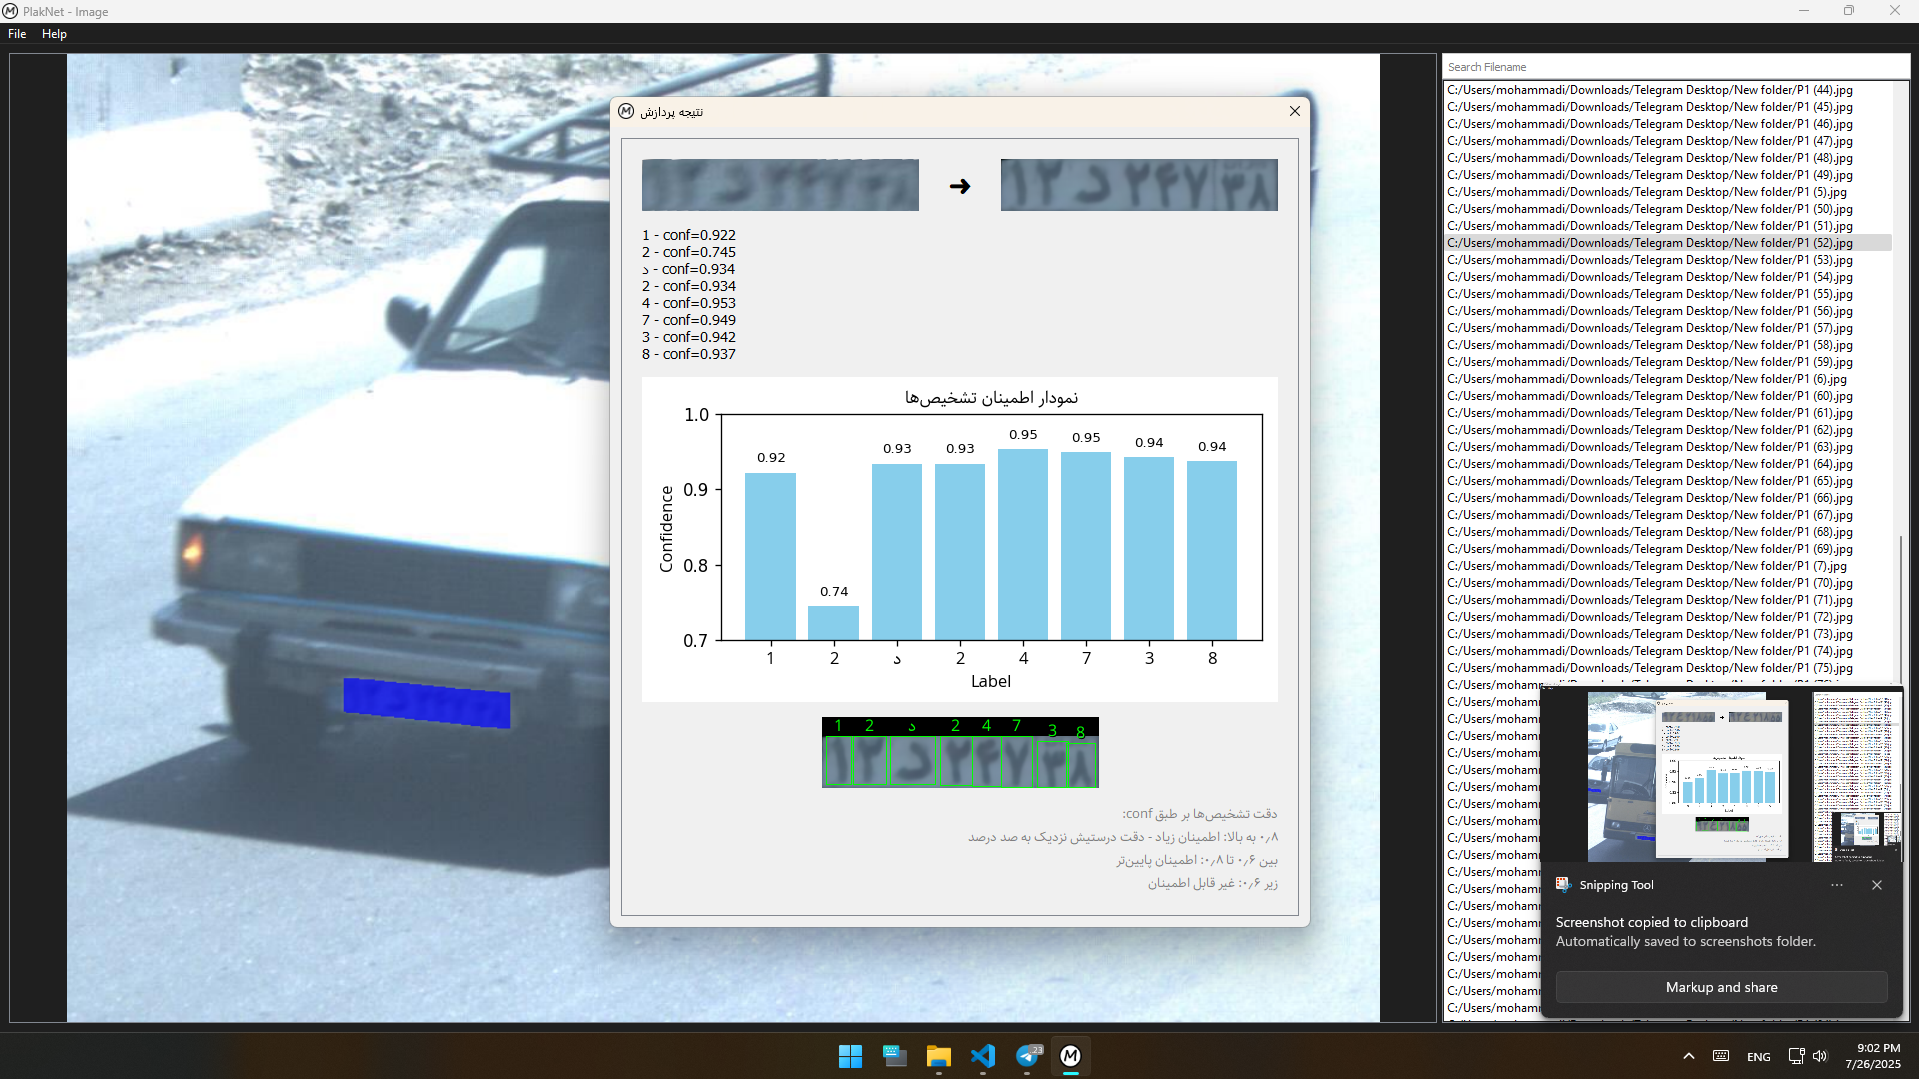 PlakNet - Image
File Help
Search Filename
C:/Users/mohammadi/Downloads/Telegram Desktop/New folder/P1 (44).jpg
C:/Users/mohammadi/Downloads/Telegram Desktop/New folder/P1 (45).jpg
C:/Users/mohammadi/Downloads/Telegram Desktop/New folder/P1 (46).jpg
C:/Users/mohammadi/Downloads/Telegram Desktop/New folder/P1 (47).jpg
C:/Users/mohammadi/Downloads/Telegram Desktop/New folder/P1 (48).jpg
C:/Users/mohammadi/Downloads/Telegram Desktop/New folder/P1 (49).jpg
C:/Users/mohammadi/Downloads/Telegram Desktop/New folder/P1 (5).jpg
C:/Users/mohammadi/Downloads/Telegram Desktop/New folder/P1 (50).jpg
C:/Users/mohammadi/Downloads/Telegram Desktop/New folder/P1 (51).jpg
C:/Users/mohammadi/Downloads/Telegram Desktop/New folder/P1 (52).jpg
C:/Users/mohammadi/Downloads/Telegram Desktop/New folder/P1 (53).jpg
C:/Users/mohammadi/Downloads/Telegram Desktop/New folder/P1 (54).jpg
C:/Users/mohammadi/Downloads/Telegram Desktop/New folder/P1 (55).jpg
C:/Users/mohammadi/Downloads/Telegram Desktop/New folder/P1 (56).jpg
C:/Users/mohammadi/Downloads/Telegram Desktop/New folder/P1 (57).jpg
C:/Users/mohammadi/Downloads/Telegram Desktop/New folder/P1 (58).jpg
C:/Users/mohammadi/Downloads/Telegram Desktop/New folder/P1 (59).jpg
C:/Users/mohammadi/Downloads/Telegram Desktop/New folder/P1 (6).jpg
C:/Users/mohammadi/Downloads/Telegram Desktop/New folder/P1 (60).jpg
C:/Users/mohammadi/Downloads/Telegram Desktop/New folder/P1 (61).jpg
C:/Users/mohammadi/Downloads/Telegram Desktop/New folder/P1 (62).jpg
C:/Users/mohammadi/Downloads/Telegram Desktop/New folder/P1 (63).jpg
C:/Users/mohammadi/Downloads/Telegram Desktop/New folder/P1 (64).jpg
C:/Users/mohammadi/Downloads/Telegram Desktop/New folder/P1 (65).jpg
C:/Users/mohammadi/Downloads/Telegram Desktop/New folder/P1 (66).jpg
C:/Users/mohammadi/Downloads/Telegram Desktop/New folder/P1 (67).jpg
C:/Users/mohammadi/Downloads/Telegram Desktop/New folder/P1 (68).jpg
C:/Users/mohammadi/Downloads/Telegram Desktop/New folder/P1 (69).jpg
C:/Users/mohammadi/Downloads/Telegram Desktop/New folder/P1 (7).jpg
C:/Users/mohammadi/Downloads/Telegram Desktop/New folder/P1 (70).jpg
C:/Users/mohammadi/Downloads/Telegram Desktop/New folder/P1 (71).jpg
C:/Users/mohammadi/Downloads/Telegram Desktop/New folder/P1 (72).jpg
C:/Users/mohammadi/Downloads/Telegram Desktop/New folder/P1 (73).jpg
C:/Users/mohammadi/Downloads/Telegram Desktop/New folder/P1 (74).jpg
C:/Users/mohammadi/Downloads/Telegram Desktop/New folder/P1 (75).jpg
نتیجه پردازش
۱۲ د ۲۴۷ ۳۸
۱۲ د ۲۴۷ ۳۸
1 - conf=0.922
2 - conf=0.745
د - conf=0.934
2 - conf=0.934
4 - conf=0.953
7 - conf=0.949
3 - conf=0.942
8 - conf=0.937
نمودار اطمینان تشخیص‌ها
1.0
0.9
0.8
0.7
Confidence
0.92 0.74 0.93 0.93 0.95 0.95 0.94 0.94
1 2 د 2 4 7 3 8
Label
1 2 د 2 4 7 3 8
۱۲ د ۲۴۷ ۳۸
دقت تشخیص‌ها بر طبق conf:
۰٫۸ به بالا: اطمینان زیاد - دقت درستیش نزدیک به صد درصد
بین ۰٫۶ تا ۰٫۸: اطمینان پایین‌تر
زیر ۰٫۶: غیر قابل اطمینان
Snipping Tool
Screenshot copied to clipboard
Automatically saved to screenshots folder.
Markup and share
23
ENG
9:02 PM
7/26/2025